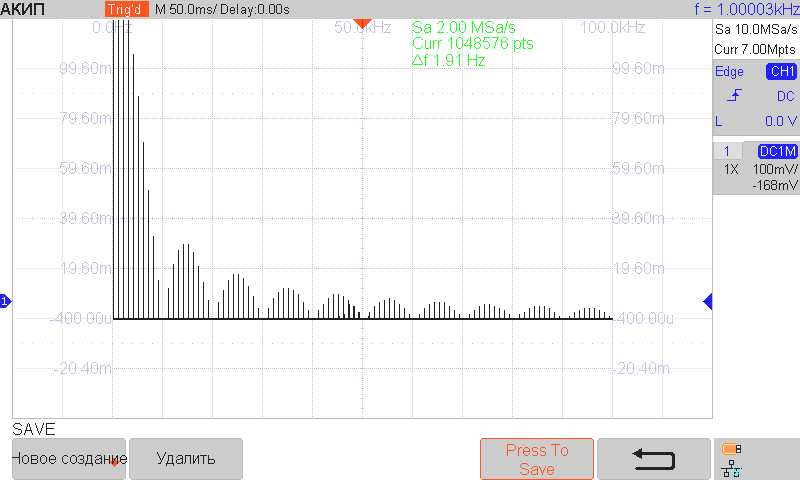 АКИП Trig'd M 50.0ms/ Delay:0.00s f = 1.00003kHz
0.0Hz 50.0kHz 100.0kHz
Sa 2.00 MSa/s
Curr 1048576 pts
Δf 1.91 Hz
Sa 10.0MSa/s
Curr 7.00Mpts
Edge CH1
DC
L 0.0 V
1 DC1M
1X 100mV/
-168mV
99.60m 99.60m
79.60m 79.60m
59.60m 59.60m
39.60m 39.60m
19.60m 19.60m
-400.00u -400.00u
-20.40m -20.40m
1
SAVE
Новое создание
Удалить
Press To
Save